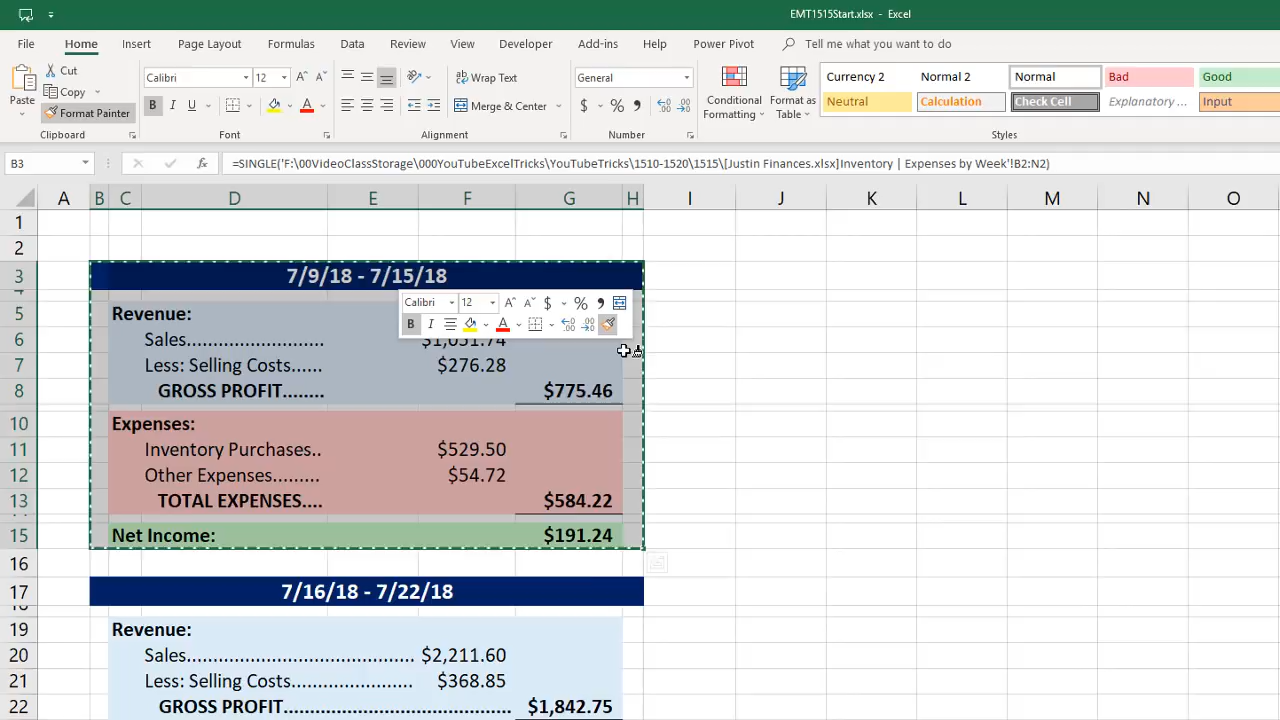 EMT1515Start.xlsx - Excel
File Home Insert Page Layout Formulas Data Review View Developer Add-ins Help Power Pivot Tell me what you want to do
Paste
Cut
Copy
Format Painter
Clipboard
Calibri 12
B I U
Font
Wrap Text
Merge & Center
Alignment
General
$ % ,
Number
Conditional Formatting
Format as Table
Currency 2 Normal 2 Normal Bad Good
Neutral Calculation Check Cell Explanatory ... Input
Styles
B3
=SINGLE('F:\00VideoClassStorage\000YouTubeExcelTricks\YouTubeTricks\1510-1520\1515\[Justin Finances.xlsx]Inventory | Expenses by Week'!B2:N2)
A B C D E F G H I J K L M N O
1
2
3 7/9/18 - 7/15/18
Calibri 12 $ % ,
B I A
5 Revenue:
6 Sales............................
7 Less: Selling Costs...... $276.28
8 GROSS PROFIT........ $775.46
10 Expenses:
11 Inventory Purchases.. $529.50
12 Other Expenses......... $54.72
13 TOTAL EXPENSES.... $584.22
15 Net Income: $191.24
16
17 7/16/18 - 7/22/18
19 Revenue:
20 Sales.............................................. $2,211.60
21 Less: Selling Costs........................ $368.85
22 GROSS PROFIT............................................ $1,842.75